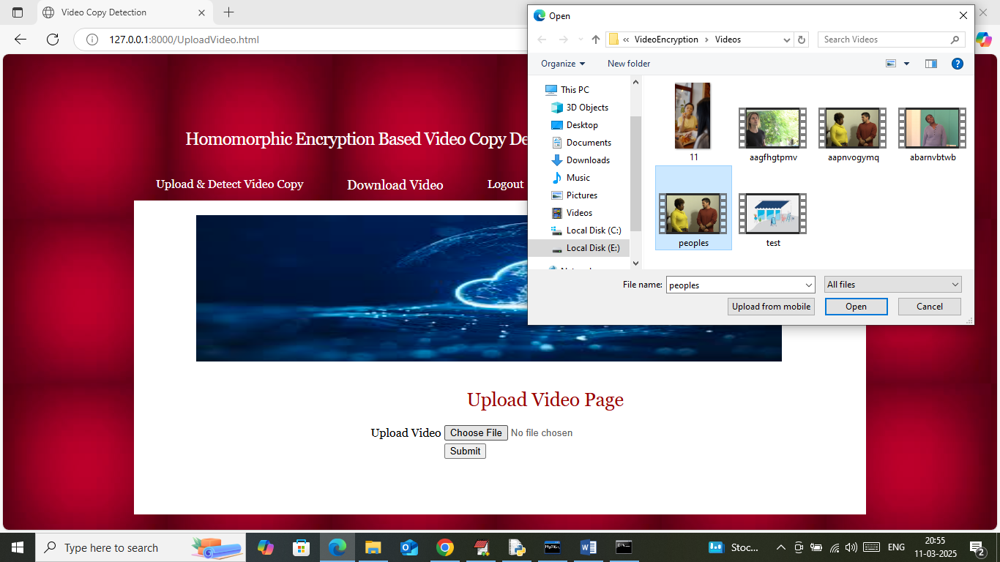 Video Copy Detection
127.0.0.1:8000/UploadVideo.html
Homomorphic Encryption Based Video Copy De
Upload & Detect Video Copy Download Video Logout
Upload Video Page
Upload Video Choose File No file chosen
Submit
Open
« VideoEncryption › Videos
Search Videos
Organize New folder
This PC
3D Objects
Desktop
Documents
Downloads
Music
Pictures
Videos
Local Disk (C:)
Local Disk (E:)
11 aagfhgtpmv aapnvogymq abarnvbtwb
peoples test
File name: peoples All files
Upload from mobile Open Cancel
Type here to search
Stoc...
ENG
20:55
11-03-2025
2